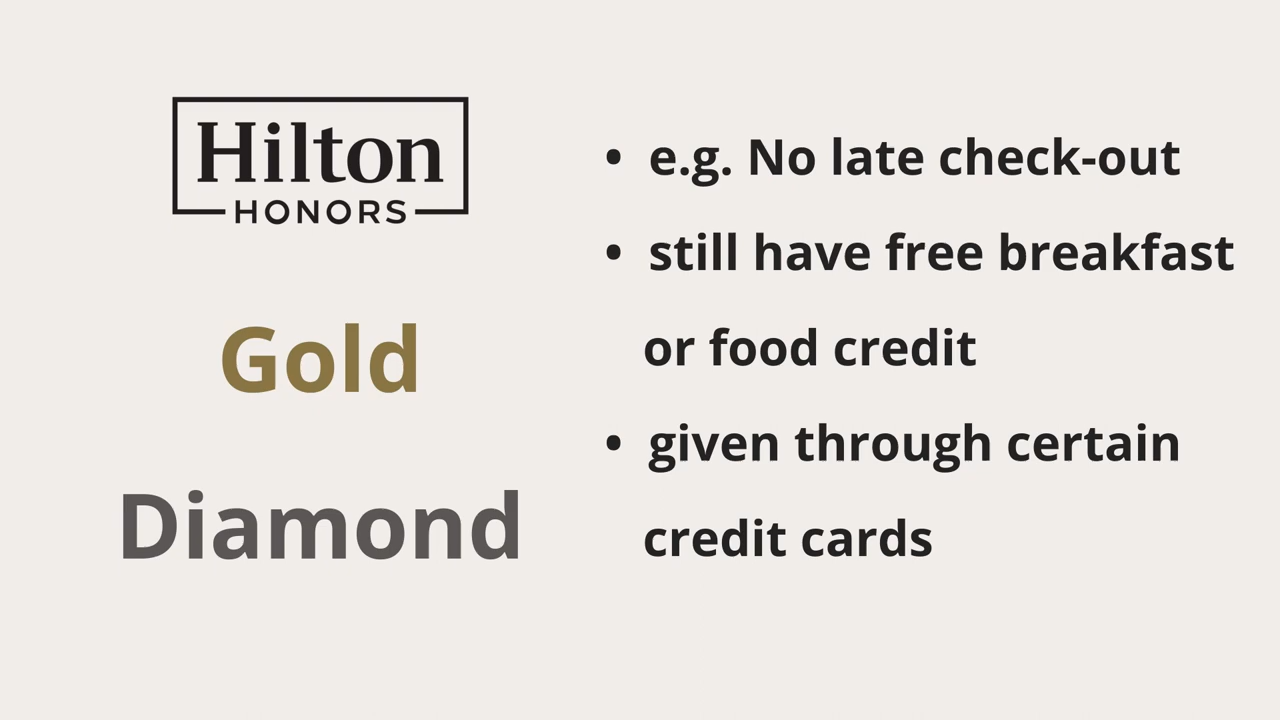 Hilton
HONORS
Gold
Diamond
• e.g. No late check-out
• still have free breakfast
or food credit
• given through certain
credit cards